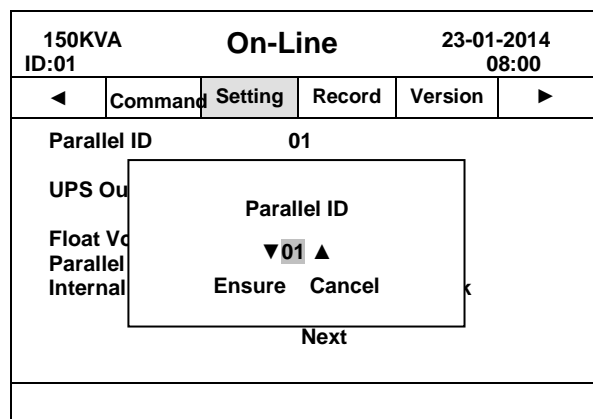 150KVA On-Line 23-01-2014
ID:01 08:00
◄ Command Setting Record Version ►
Parallel ID 01
UPS Ou
Parallel ID
Float Vo
▼01 ▲
Parallel
Internal Ensure Cancel k
Next